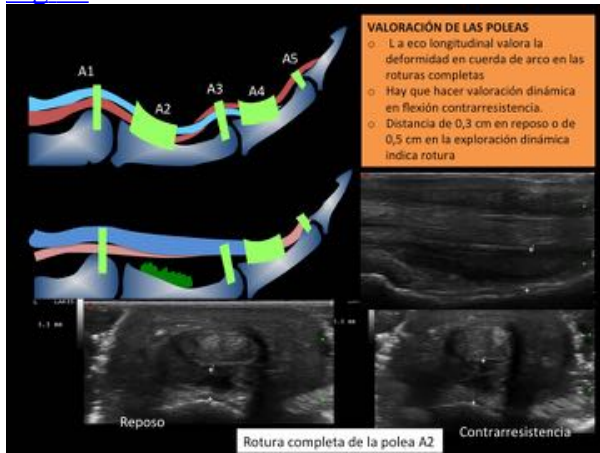 VALORACIÓN DE LAS POLEAS
o L a eco longitudinal valora la
deformidad en cuerda de arco en las
roturas completas
o Hay que hacer valoración dinámica
en flexión contrarresistencia.
o Distancia de 0,3 cm en reposo o de
0,5 cm en la exploración dinámica
indica rotura
A1
A2
A3
A4
A5
Reposo
Contrarresistencia
Rotura completa de la polea A2